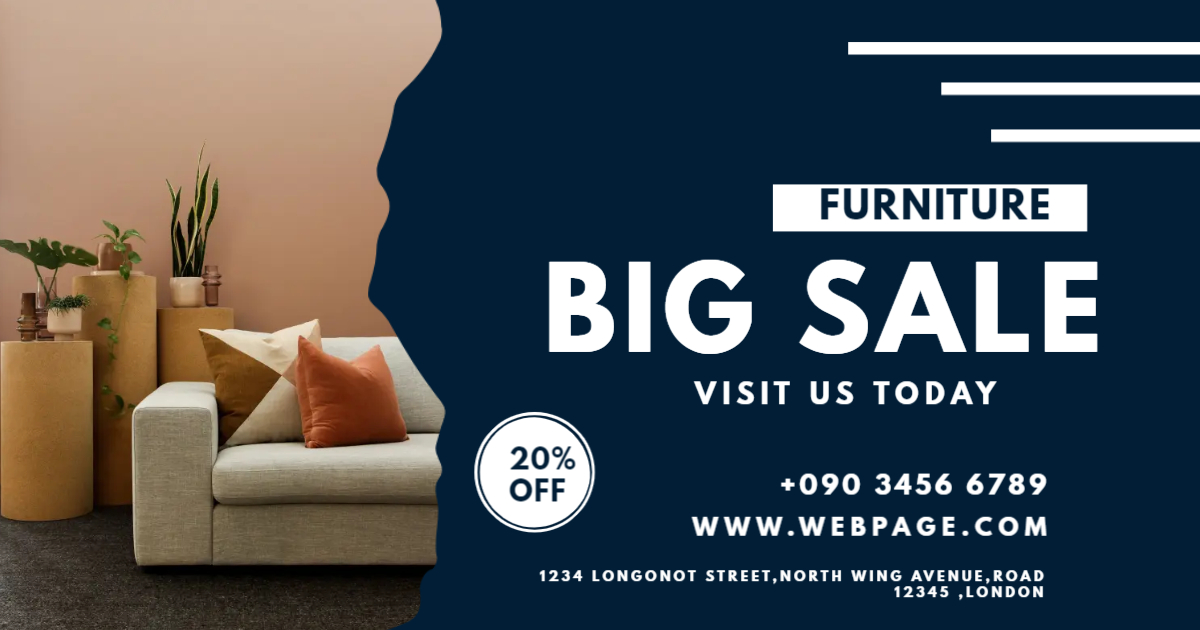 FURNITURE
BIG SALE
VISIT US TODAY
20%
OFF
+090 3456 6789
WWW.WEBPAGE.COM
1234 LONGONOT STREET,NORTH WING AVENUE,ROAD
12345 ,LONDON